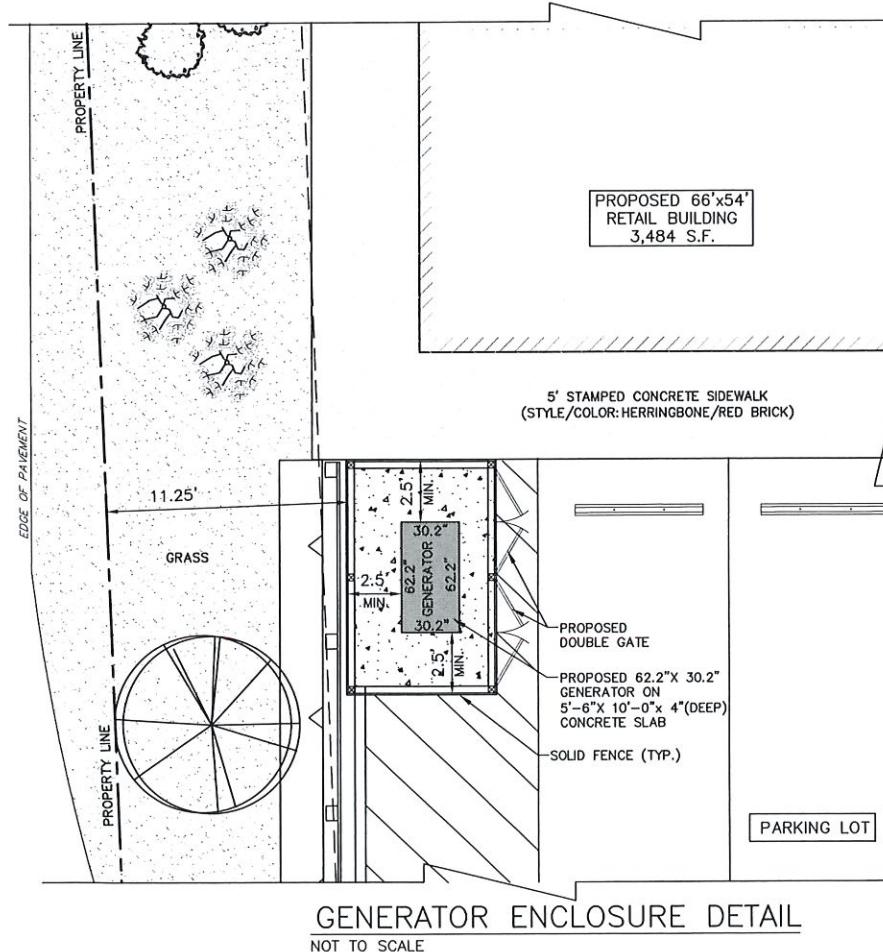 PROPERTY LINE
PROPOSED 66'x54'
RETAIL BUILDING
3,484 S.F.
5' STAMPED CONCRETE SIDEWALK
(STYLE/COLOR:HERRINGBONE/RED BRICK)
EDGE OF PAVEMENT
11.25'
GRASS
2.5'
MIN.
30.2"
62.2"
GENERATOR
62.2"
30.2"
2.5'
MIN.
2.5'
MIN.
PROPOSED
DOUBLE GATE
PROPOSED 62.2"X 30.2"
GENERATOR ON
5'-6"X 10'-0"x 4"(DEEP)
CONCRETE SLAB
SOLID FENCE (TYP.)
PROPERTY LINE
PARKING LOT
GENERATOR ENCLOSURE DETAIL
NOT TO SCALE